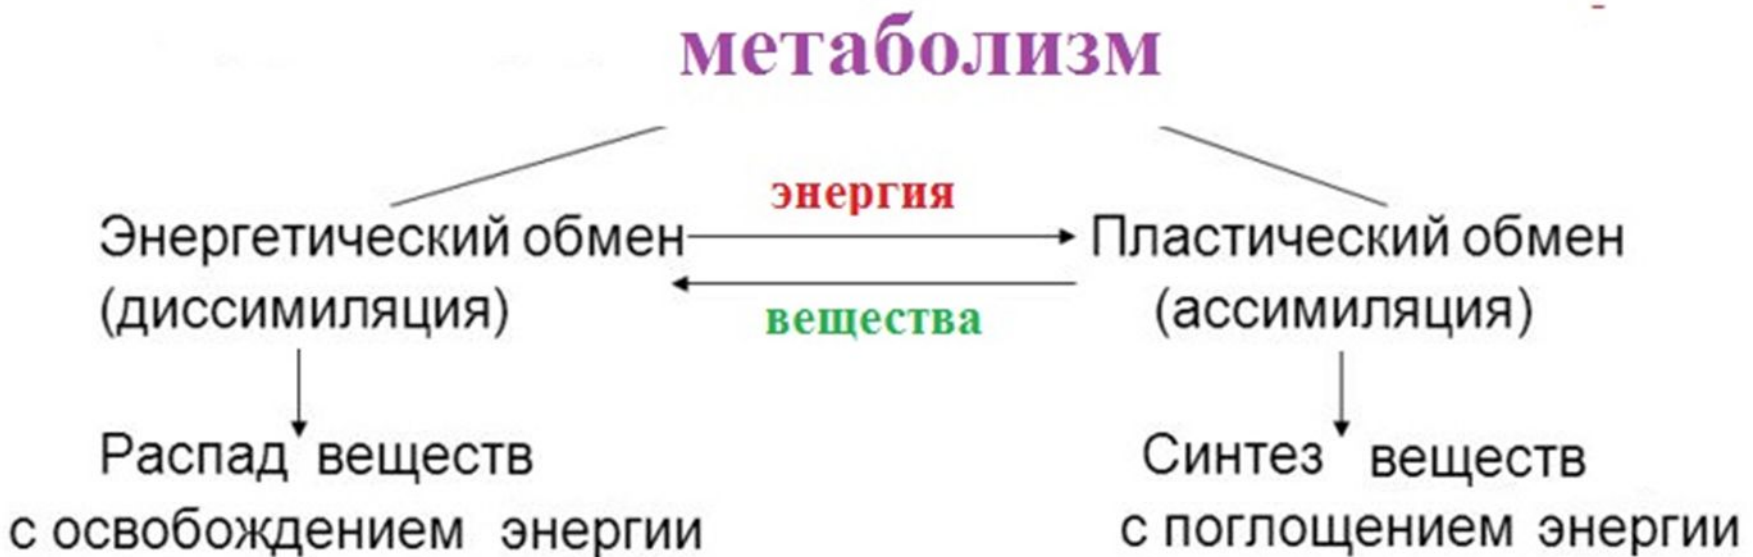 метаболизм
энергия
Энергетический обмен
Пластический обмен
(диссимиляция)
вещества
(ассимиляция)
Распад веществ
с освобождением энергии
Синтез веществ
с поглощением энергии